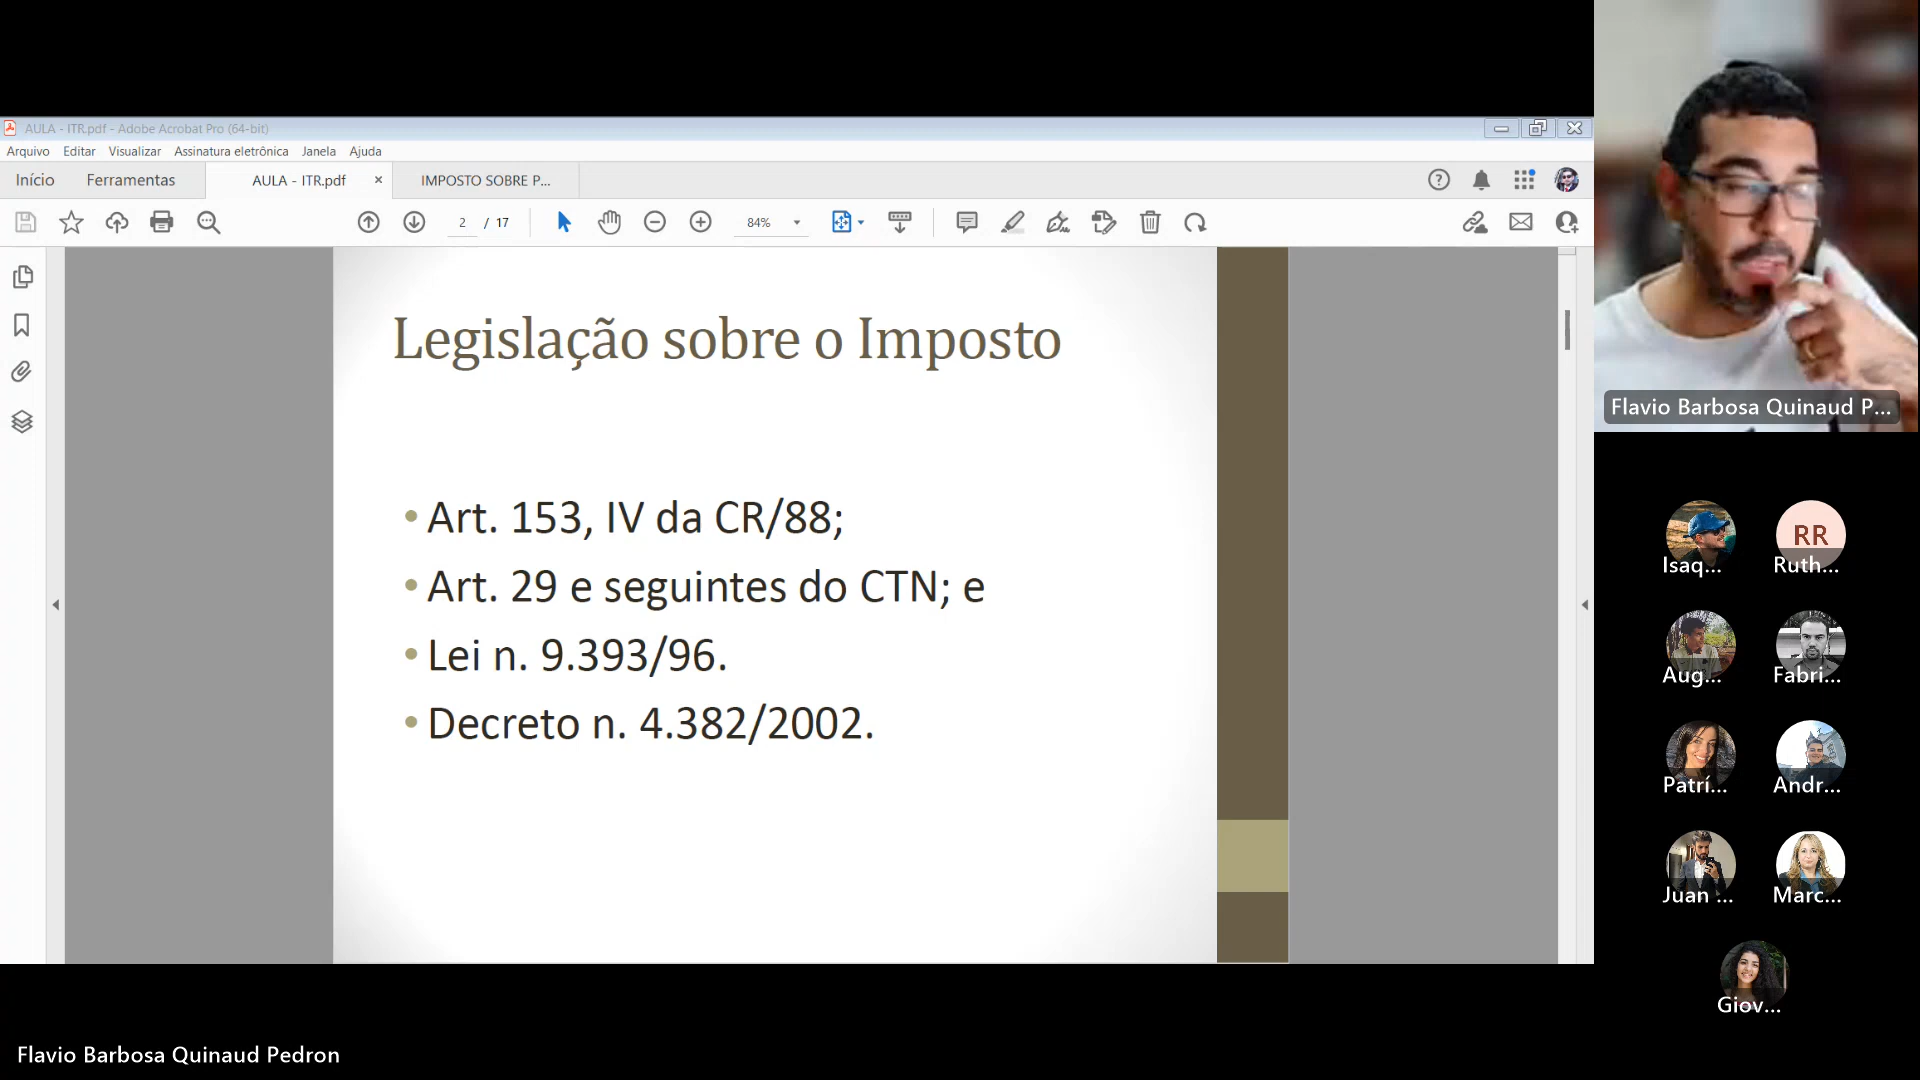 AULA - ITR.pdf - Adobe Acrobat Pro (64-bit)
Arquivo Editar Visualizar Assinatura eletrônica Janela Ajuda
Início Ferramentas AULA - ITR.pdf × IMPOSTO SOBRE P...
2 / 17 84%
Legislação sobre o Imposto
• Art. 153, IV da CR/88;
• Art. 29 e seguintes do CTN; e
• Lei n. 9.393/96.
• Decreto n. 4.382/2002.
Flavio Barbosa Quinaud P...
RR
Isaq... Ruth...
Aug... Fabri...
Patrí... Andr...
Juan ... Marc...
Giov...
Flavio Barbosa Quinaud Pedron